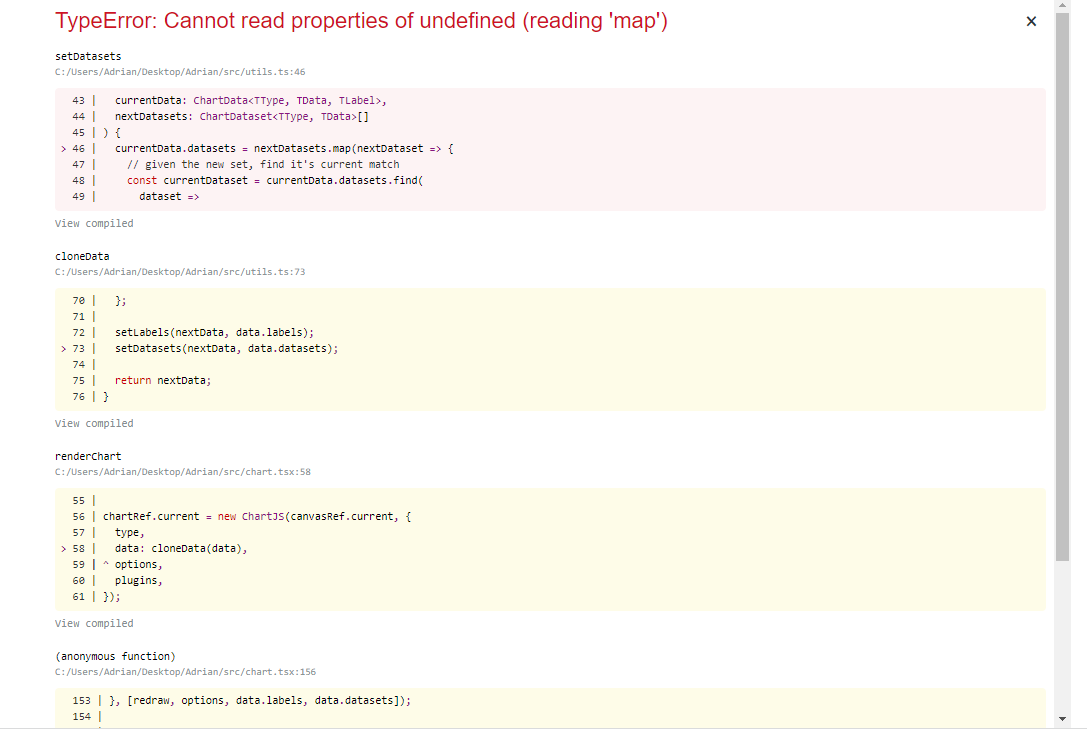 TypeError: Cannot read properties of undefined (reading 'map')
×
setDatasets
C:/Users/Adrian/Desktop/Adrian/src/utils.ts:46
  43 |   currentData: ChartData<TType, TData, TLabel>,
  44 |   nextDatasets: ChartDataset<TType, TData>[]
  45 | ) {
> 46 |   currentData.datasets = nextDatasets.map(nextDataset => {
  47 |     // given the new set, find it's current match
  48 |     const currentDataset = currentData.datasets.find(
  49 |       dataset =>
View compiled
cloneData
C:/Users/Adrian/Desktop/Adrian/src/utils.ts:73
  70 |   };
  71 |
  72 |   setLabels(nextData, data.labels);
> 73 |   setDatasets(nextData, data.datasets);
  74 |
  75 |   return nextData;
  76 | }
View compiled
renderChart
C:/Users/Adrian/Desktop/Adrian/src/chart.tsx:58
  55 |
  56 | chartRef.current = new ChartJS(canvasRef.current, {
  57 |   type,
> 58 |   data: cloneData(data),
  59 | ^ options,
  60 |   plugins,
  61 | });
View compiled
(anonymous function)
C:/Users/Adrian/Desktop/Adrian/src/chart.tsx:156
  153 | }, [redraw, options, data.labels, data.datasets]);
  154 |